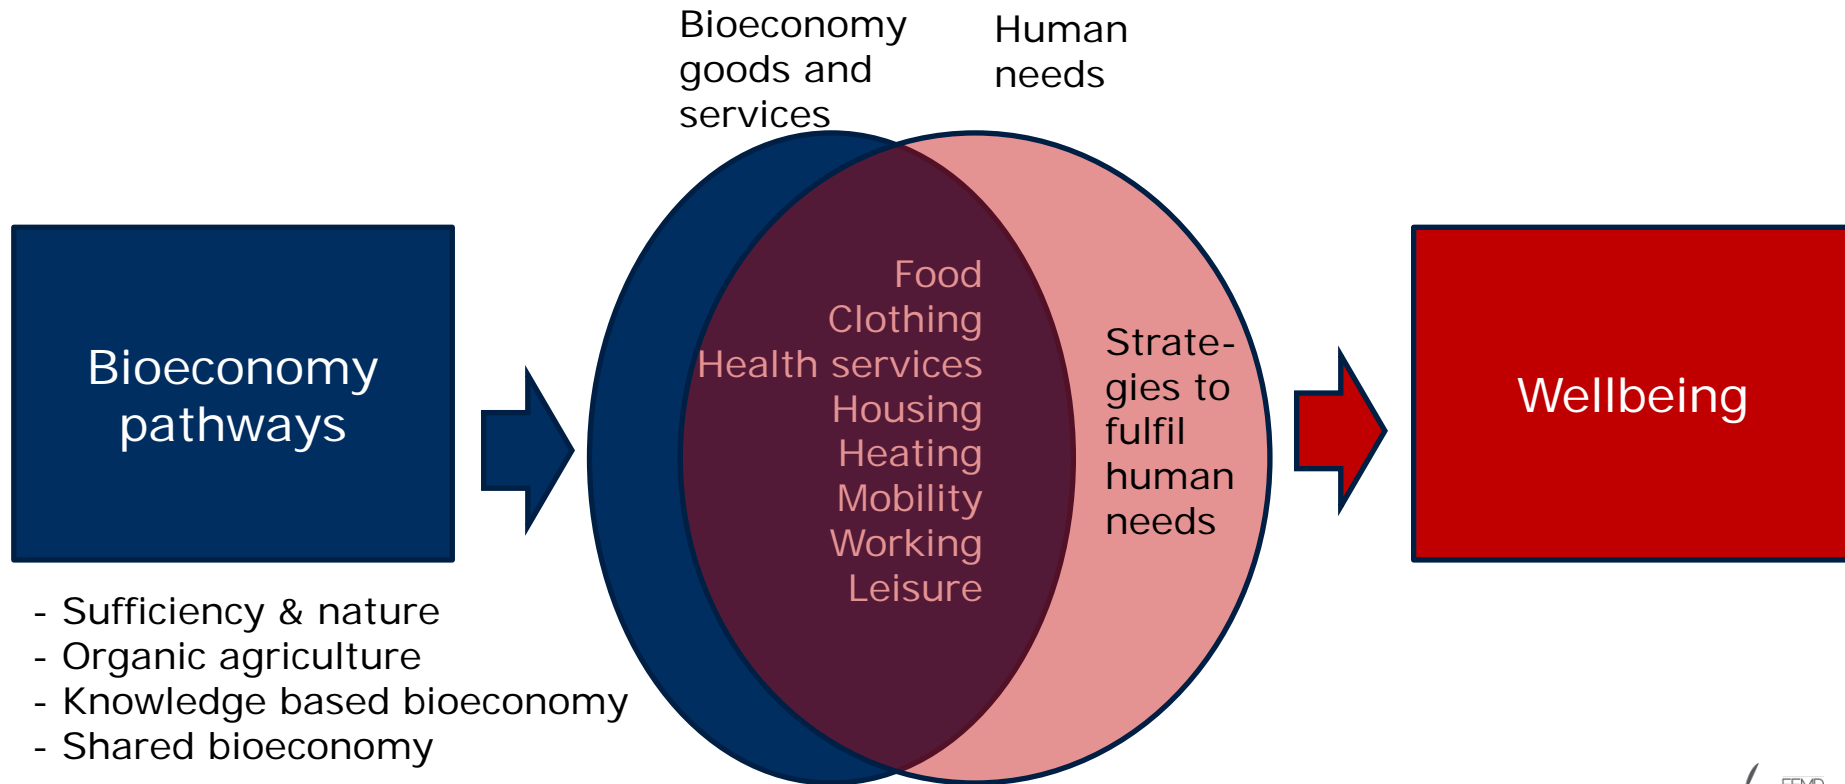 Bioeconomy
goods and
services
Human
needs
Bioeconomy
pathways
Food
Clothing
Health services
Housing
Heating
Mobility
Working
Leisure
Strate-
gies to
fulfil
human
needs
Wellbeing
- Sufficiency & nature
- Organic agriculture
- Knowledge based bioeconomy
- Shared bioeconomy